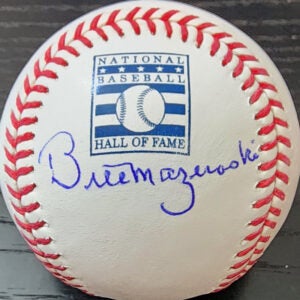 NATIONAL
BASEBALL
HALL OF FAME
Bill Mazeroski